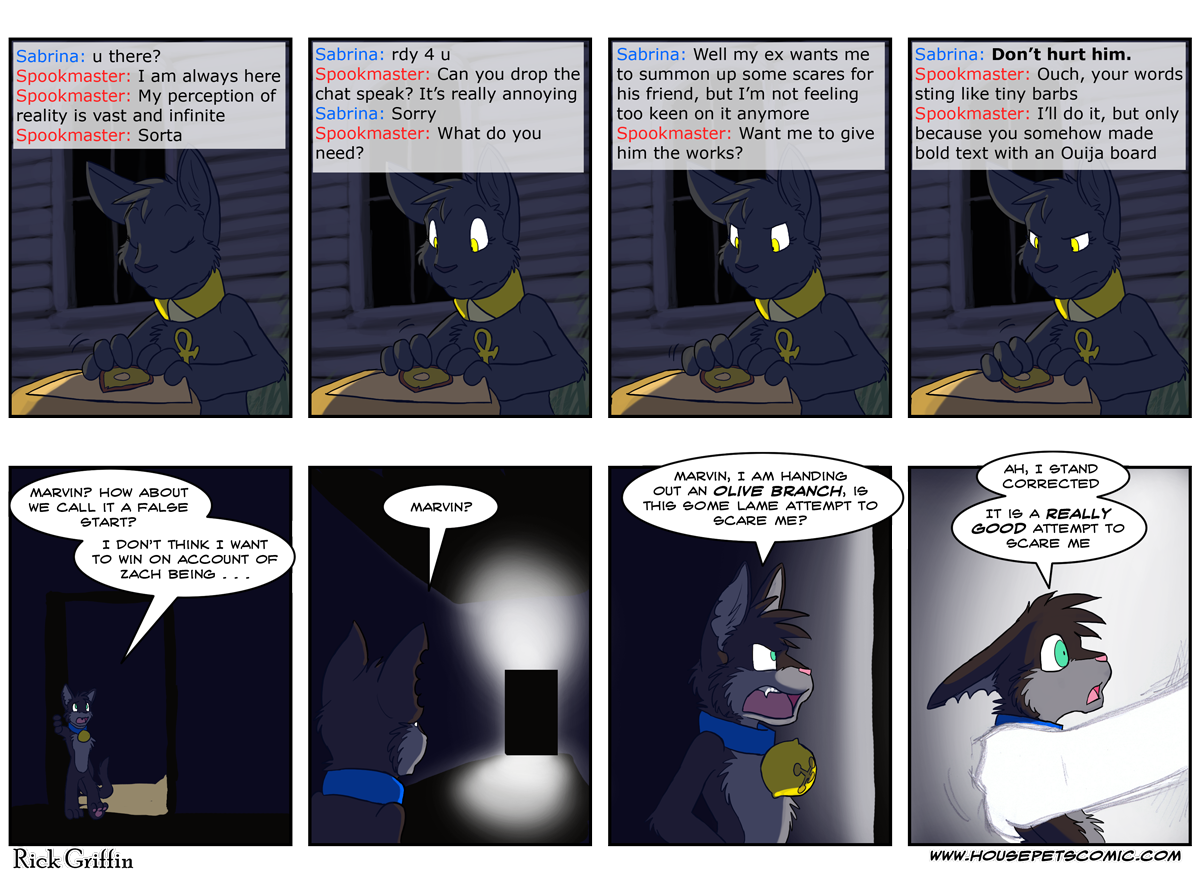 Sabrina: u there?
Spookmaster: I am always here
Spookmaster: My perception of
reality is vast and infinite
Spookmaster: Sorta
Sabrina: rdy 4 u
Spookmaster: Can you drop the
chat speak? It's really annoying
Sabrina: Sorry
Spookmaster: What do you
need?
Sabrina: Well my ex wants me
to summon up some scares for
his friend, but I'm not feeling
too keen on it anymore
Spookmaster: Want me to give
him the works?
Sabrina: Don't hurt him.
Spookmaster: Ouch, your words
sting like tiny barbs
Spookmaster: I'll do it, but only
because you somehow made
bold text with an Ouija board
MARVIN? HOW ABOUT
WE CALL IT A FALSE
START?
I DON'T THINK I WANT
TO WIN ON ACCOUNT OF
ZACH BEING . . .
MARVIN?
MARVIN, I AM HANDING
OUT AN OLIVE BRANCH, IS
THIS SOME LAME ATTEMPT TO
SCARE ME?
AH, I STAND
CORRECTED
IT IS A REALLY
GOOD ATTEMPT TO
SCARE ME
Rick Griffin
WWW.HOUSEPETSCOMIC.COM